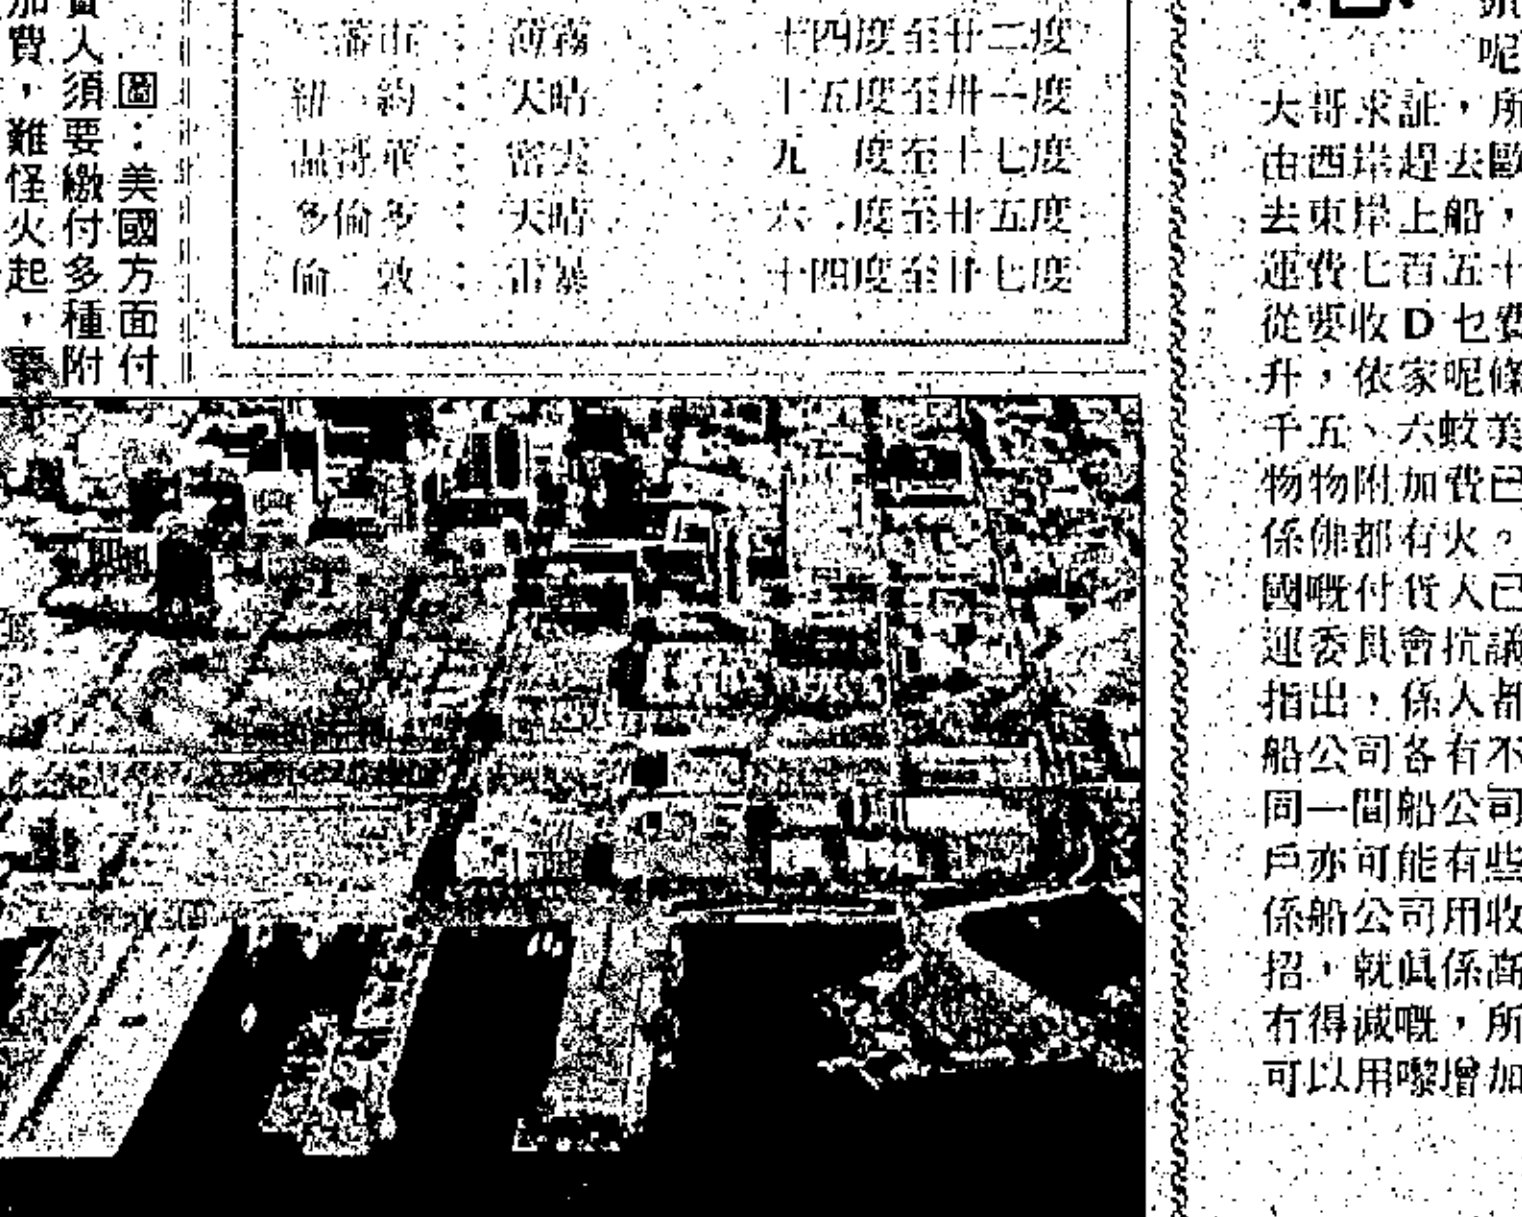 三藩市：薄霧 十四度至廿二度
紐約：天晴 十五度至卅一度
温哥華：密雲 九度至十七度
多倫多：天晴 六度至廿五度
倫敦：雷暴 十四度至廿七度
圖：美國方面付
人須要繳付多種附
加費，難怪火起，要
呢
大哥求証，所
由西岸趕去歐
去東岸上船，
運費七百五十
從要收D乜費
升，依家呢條
千五、六蚊美
物物附加費已
係佛都有火。
國嘅付貨人已
運委員會抗議
指出，係人都
船公司各有不
同一間船公司
戶亦可能有些
係船公司用收
招，就眞係商
有得減嘅，所
可以用嚟增加